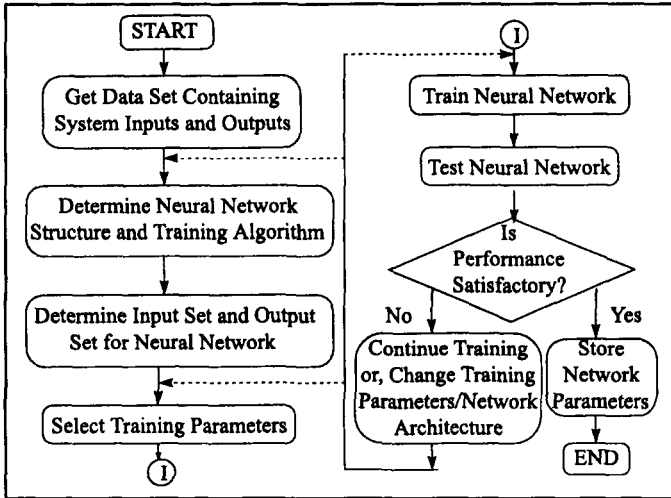 START
Get Data Set Containing
System Inputs and Outputs
Determine Neural Network
Structure and Training Algorithm
Determine Input Set and Output
Set for Neural Network
Select Training Parameters
I
I
Train Neural Network
Test Neural Network
Is
Performance
Satisfactory?
No
Continue Training
or, Change Training
Parameters/Network
Architecture
Yes
Store
Network
Parameters
END